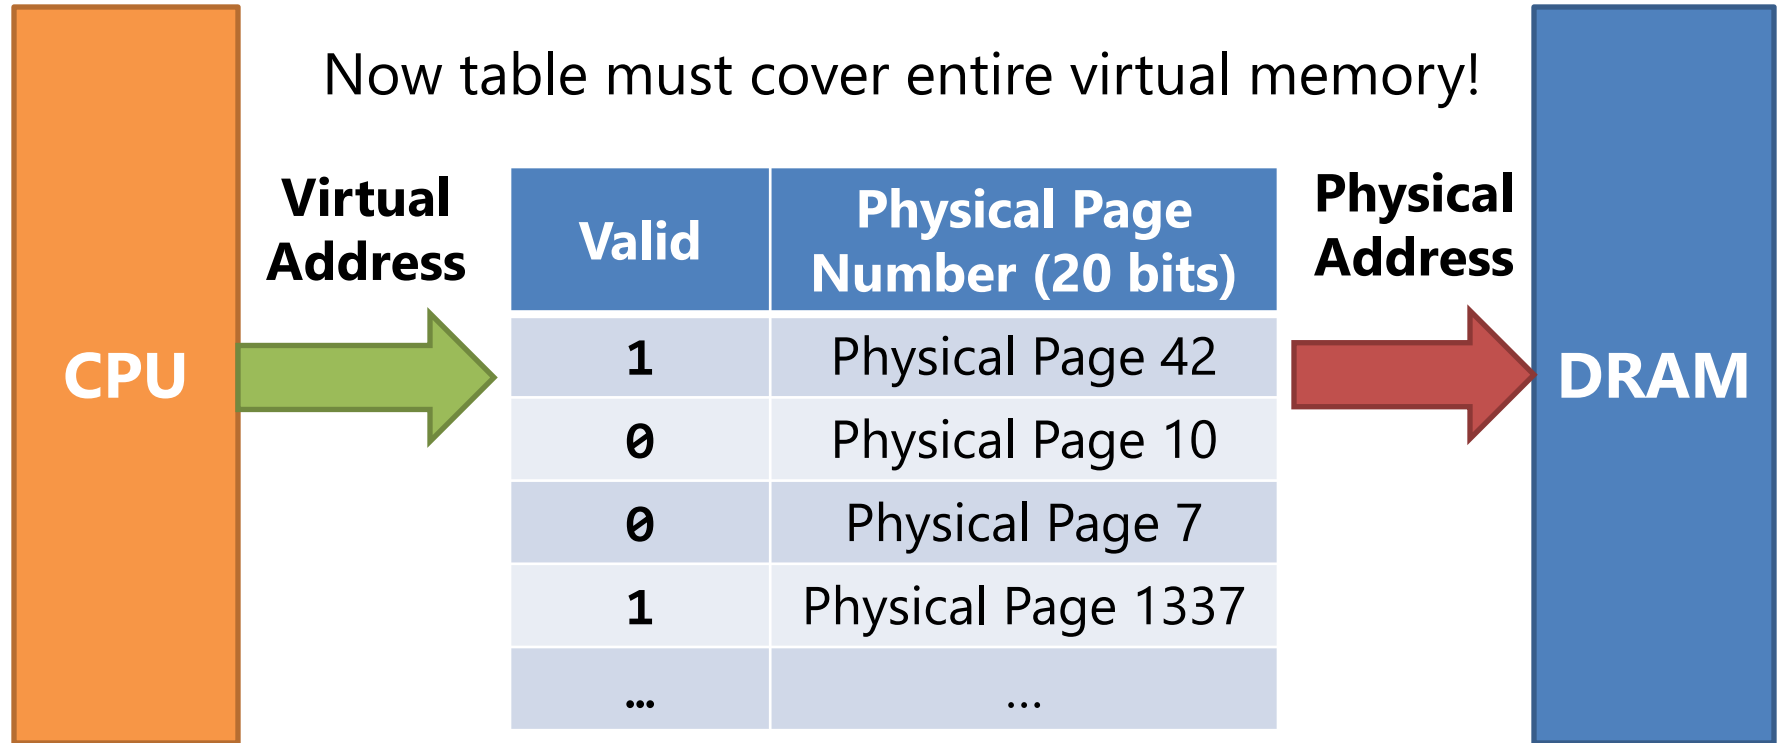 Now table must cover entire virtual memory!
CPU
Virtual
Address
Valid
Physical Page
Number (20 bits)
1
Physical Page 42
0
Physical Page 10
0
Physical Page 7
1
Physical Page 1337
...
...
Physical
Address
DRAM